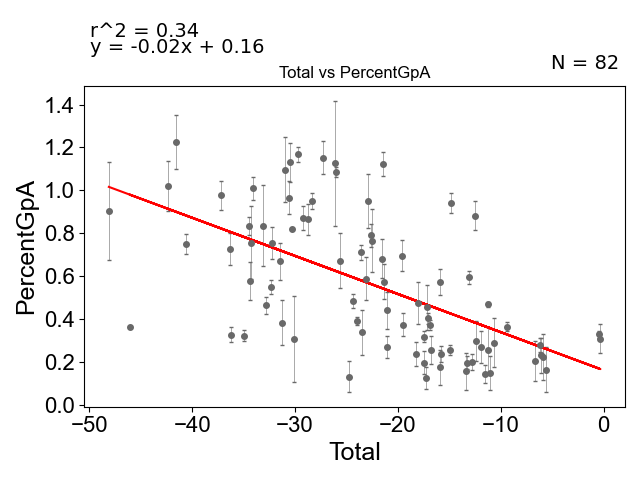 r^2 = 0.34
y = -0.02x + 0.16
N = 82
Total vs PercentGpA
PercentGpA
1.4
1.2
1.0
0.8
0.6
0.4
0.2
0.0
−50 −40 −30 −20 −10 0
Total